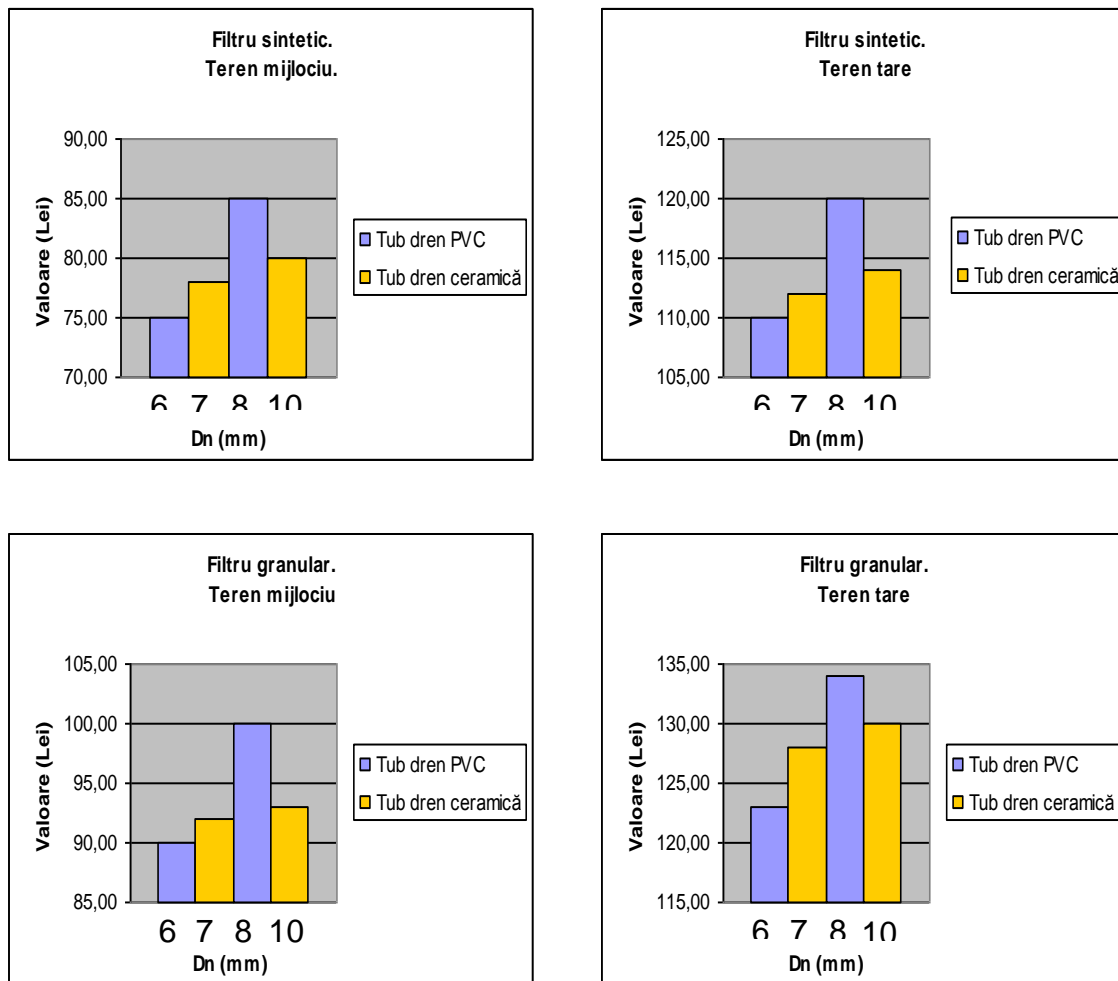 Filtru sintetic.
Teren mijlociu.
Valoare (Lei)
90,00
85,00
80,00
75,00
70,00
6 7 8 10
Dn (mm)
Tub dren PVC
Tub dren ceramică
Filtru sintetic.
Teren tare
Valoare (Lei)
125,00
120,00
115,00
110,00
105,00
6 7 8 10
Dn (mm)
Tub dren PVC
Tub dren ceramică
Filtru granular.
Teren mijlociu
Valoare (Lei)
105,00
100,00
95,00
90,00
85,00
6 7 8 10
Dn (mm)
Tub dren PVC
Tub dren ceramică
Filtru granular.
Teren tare
Valoare (Lei)
135,00
130,00
125,00
120,00
115,00
6 7 8 10
Dn (mm)
Tub dren PVC
Tub dren ceramică